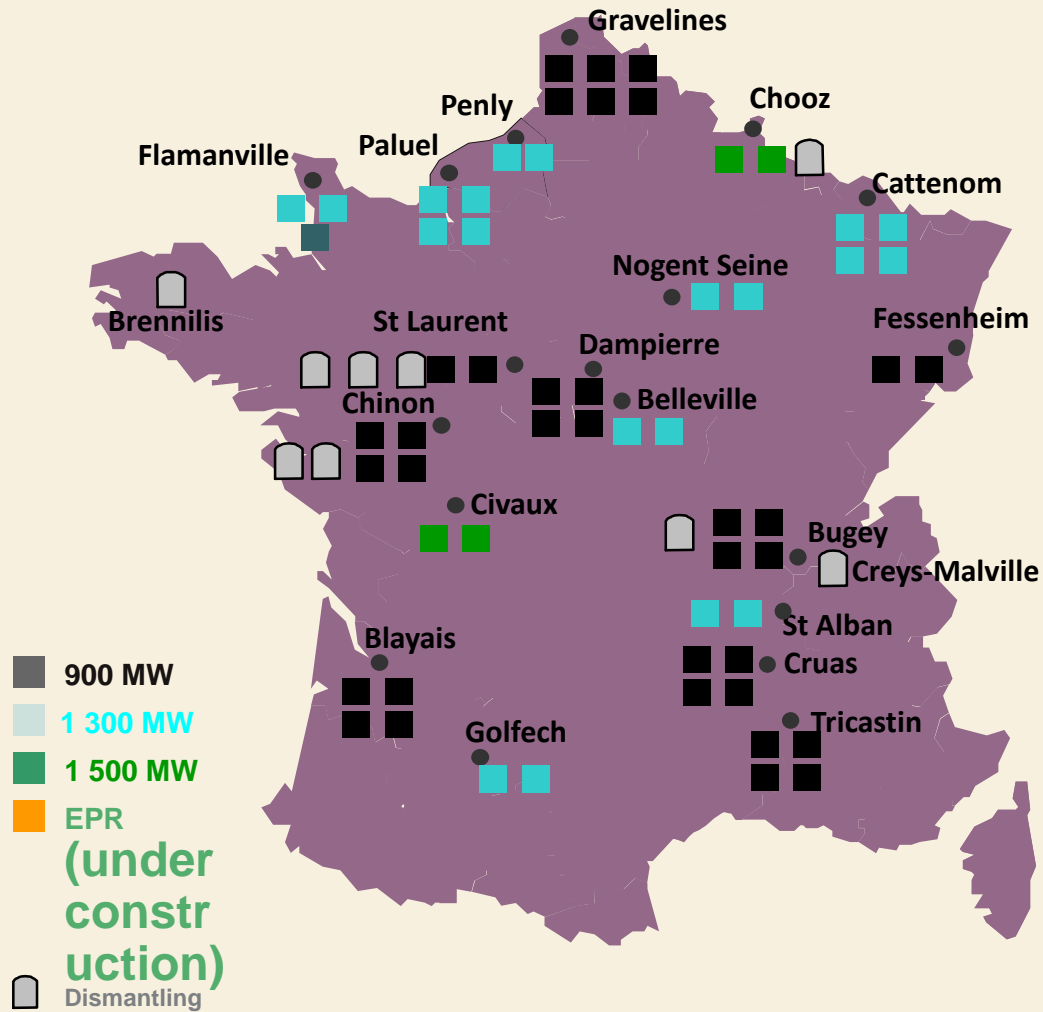 Gravelines
Penly
Chooz
Paluel
Flamanville
Cattenom
Nogent Seine
Brennilis
St Laurent
Fessenheim
Dampierre
Chinon
Belleville
Civaux
Bugey
Creys-Malville
St Alban
Blayais
Cruas
900 MW
1 300 MW
Tricastin
Golfech
1 500 MW
EPR
(under
constr
uction)
Dismantling